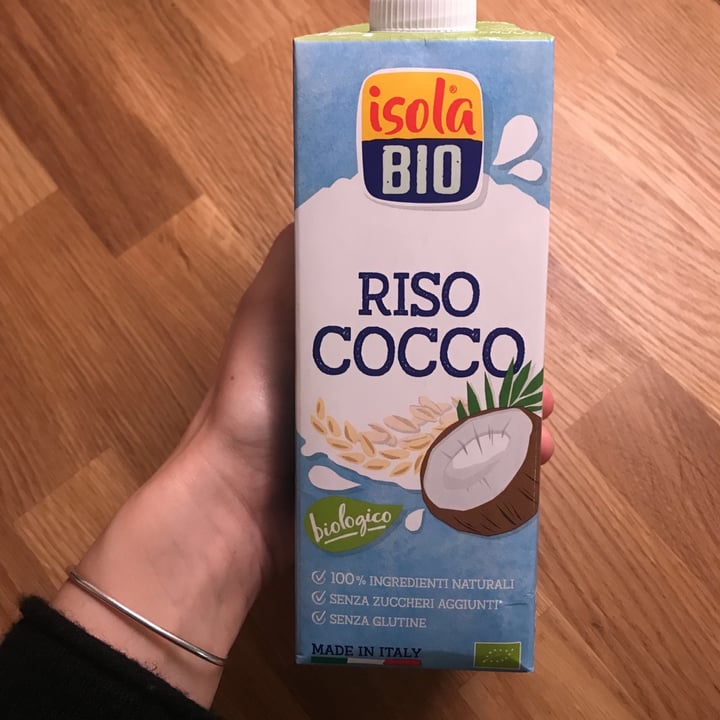 isola®
BIO
RISO
COCCO
biologico
100% INGREDIENTI NATURALI
SENZA ZUCCHERI AGGIUNTI*
SENZA GLUTINE
MADE IN ITALY